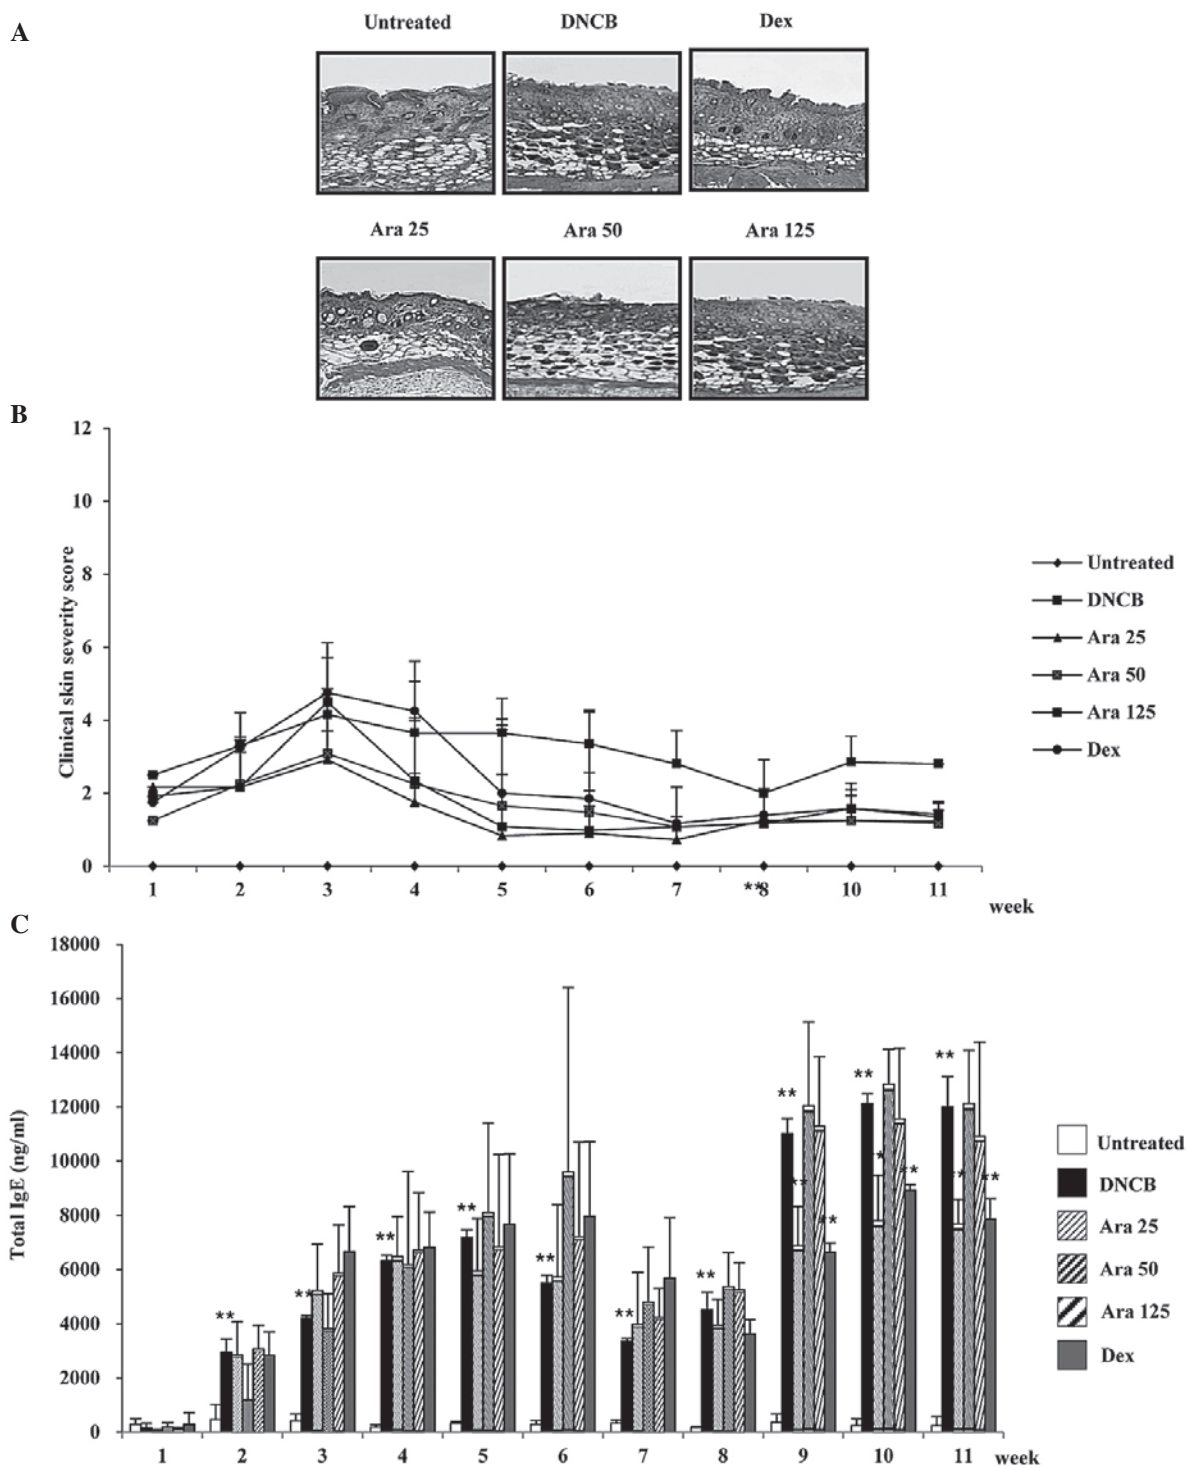 A
Untreated DNCB Dex
Ara 25 Ara 50 Ara 125
B
12
10
8
6
4
2
0
Clinical skin severity score
1 2 3 4 5 6 7 **8 10 11
week
Untreated
DNCB
Ara 25
Ara 50
Ara 125
Dex
C
18000
16000
14000
12000
10000
8000
6000
4000
2000
0
Total IgE (ng/ml)
** ** ** ** ** ** ** ** ** **
** ** ** ** ** **
1 2 3 4 5 6 7 8 9 10 11 week
Untreated
DNCB
Ara 25
Ara 50
Ara 125
Dex